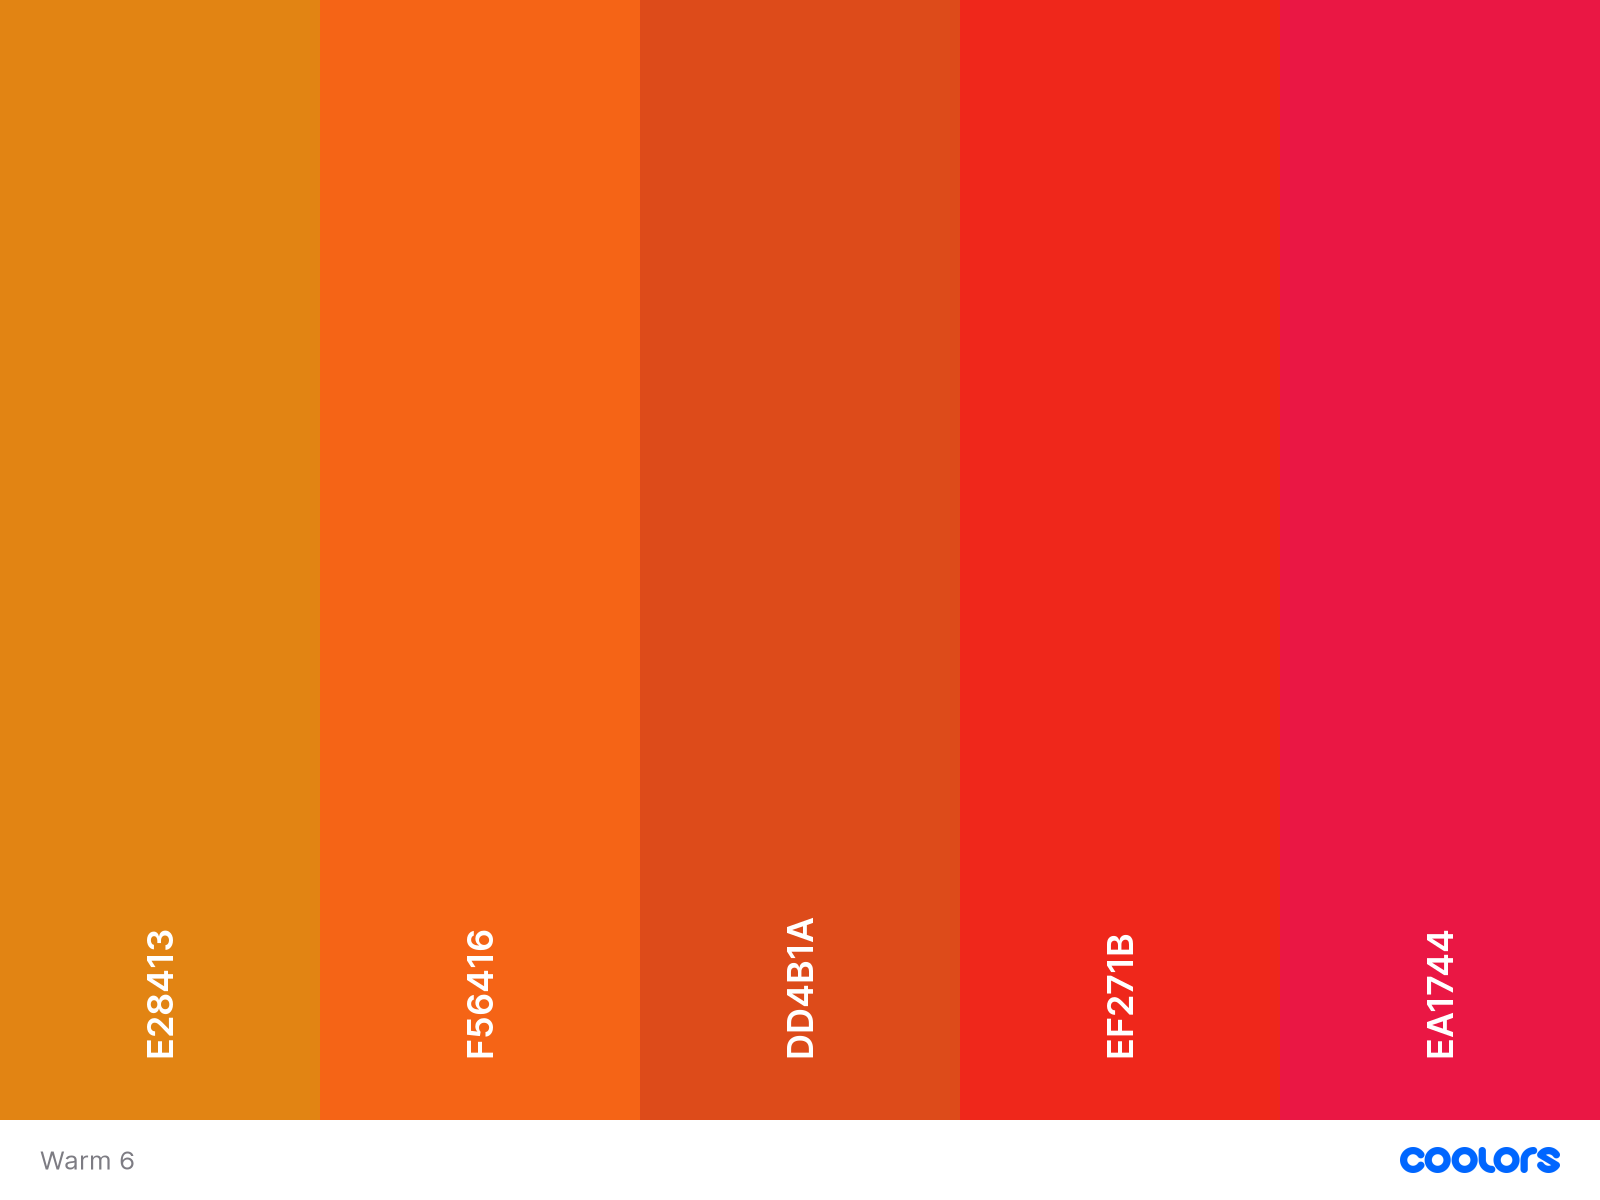 E28413
F56416
DD4B1A
EF271B
EA1744
Warm 6
coolors